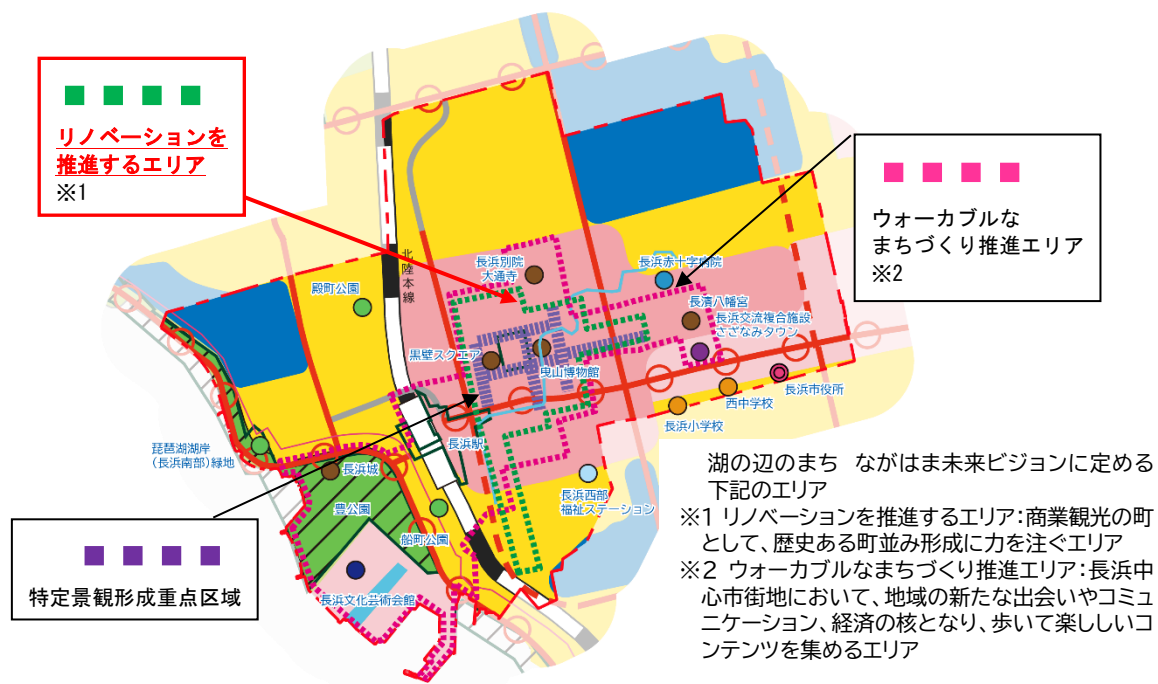 リノベーションを
推進するエリア
※1
ウォーカブルな
まちづくり推進エリア
※2
北陸本線
長浜別院
大通寺
長浜赤十字病院
殿町公園
長濱八幡宮
長浜交流複合施設
さざなみタウン
黒壁スクエア
曳山博物館
長浜市役所
西中学校
長浜小学校
長浜駅
琵琶湖湖岸
（長浜南部）緑地
長浜城
豊公園
船町公園
長浜西部
福祉ステーション
長浜文化芸術会館
特定景観形成重点区域
湖の辺のまち ながはま未来ビジョンに定める
下記のエリア
※1 リノベーションを推進するエリア：商業観光の町
として、歴史ある町並み形成に力を注ぐエリア
※2 ウォーカブルなまちづくり推進エリア：長浜中
心市街地において、地域の新たな出会いやコミュ
ニケーション、経済の核となり、歩いて楽ししいコ
ンテンツを集めるエリア